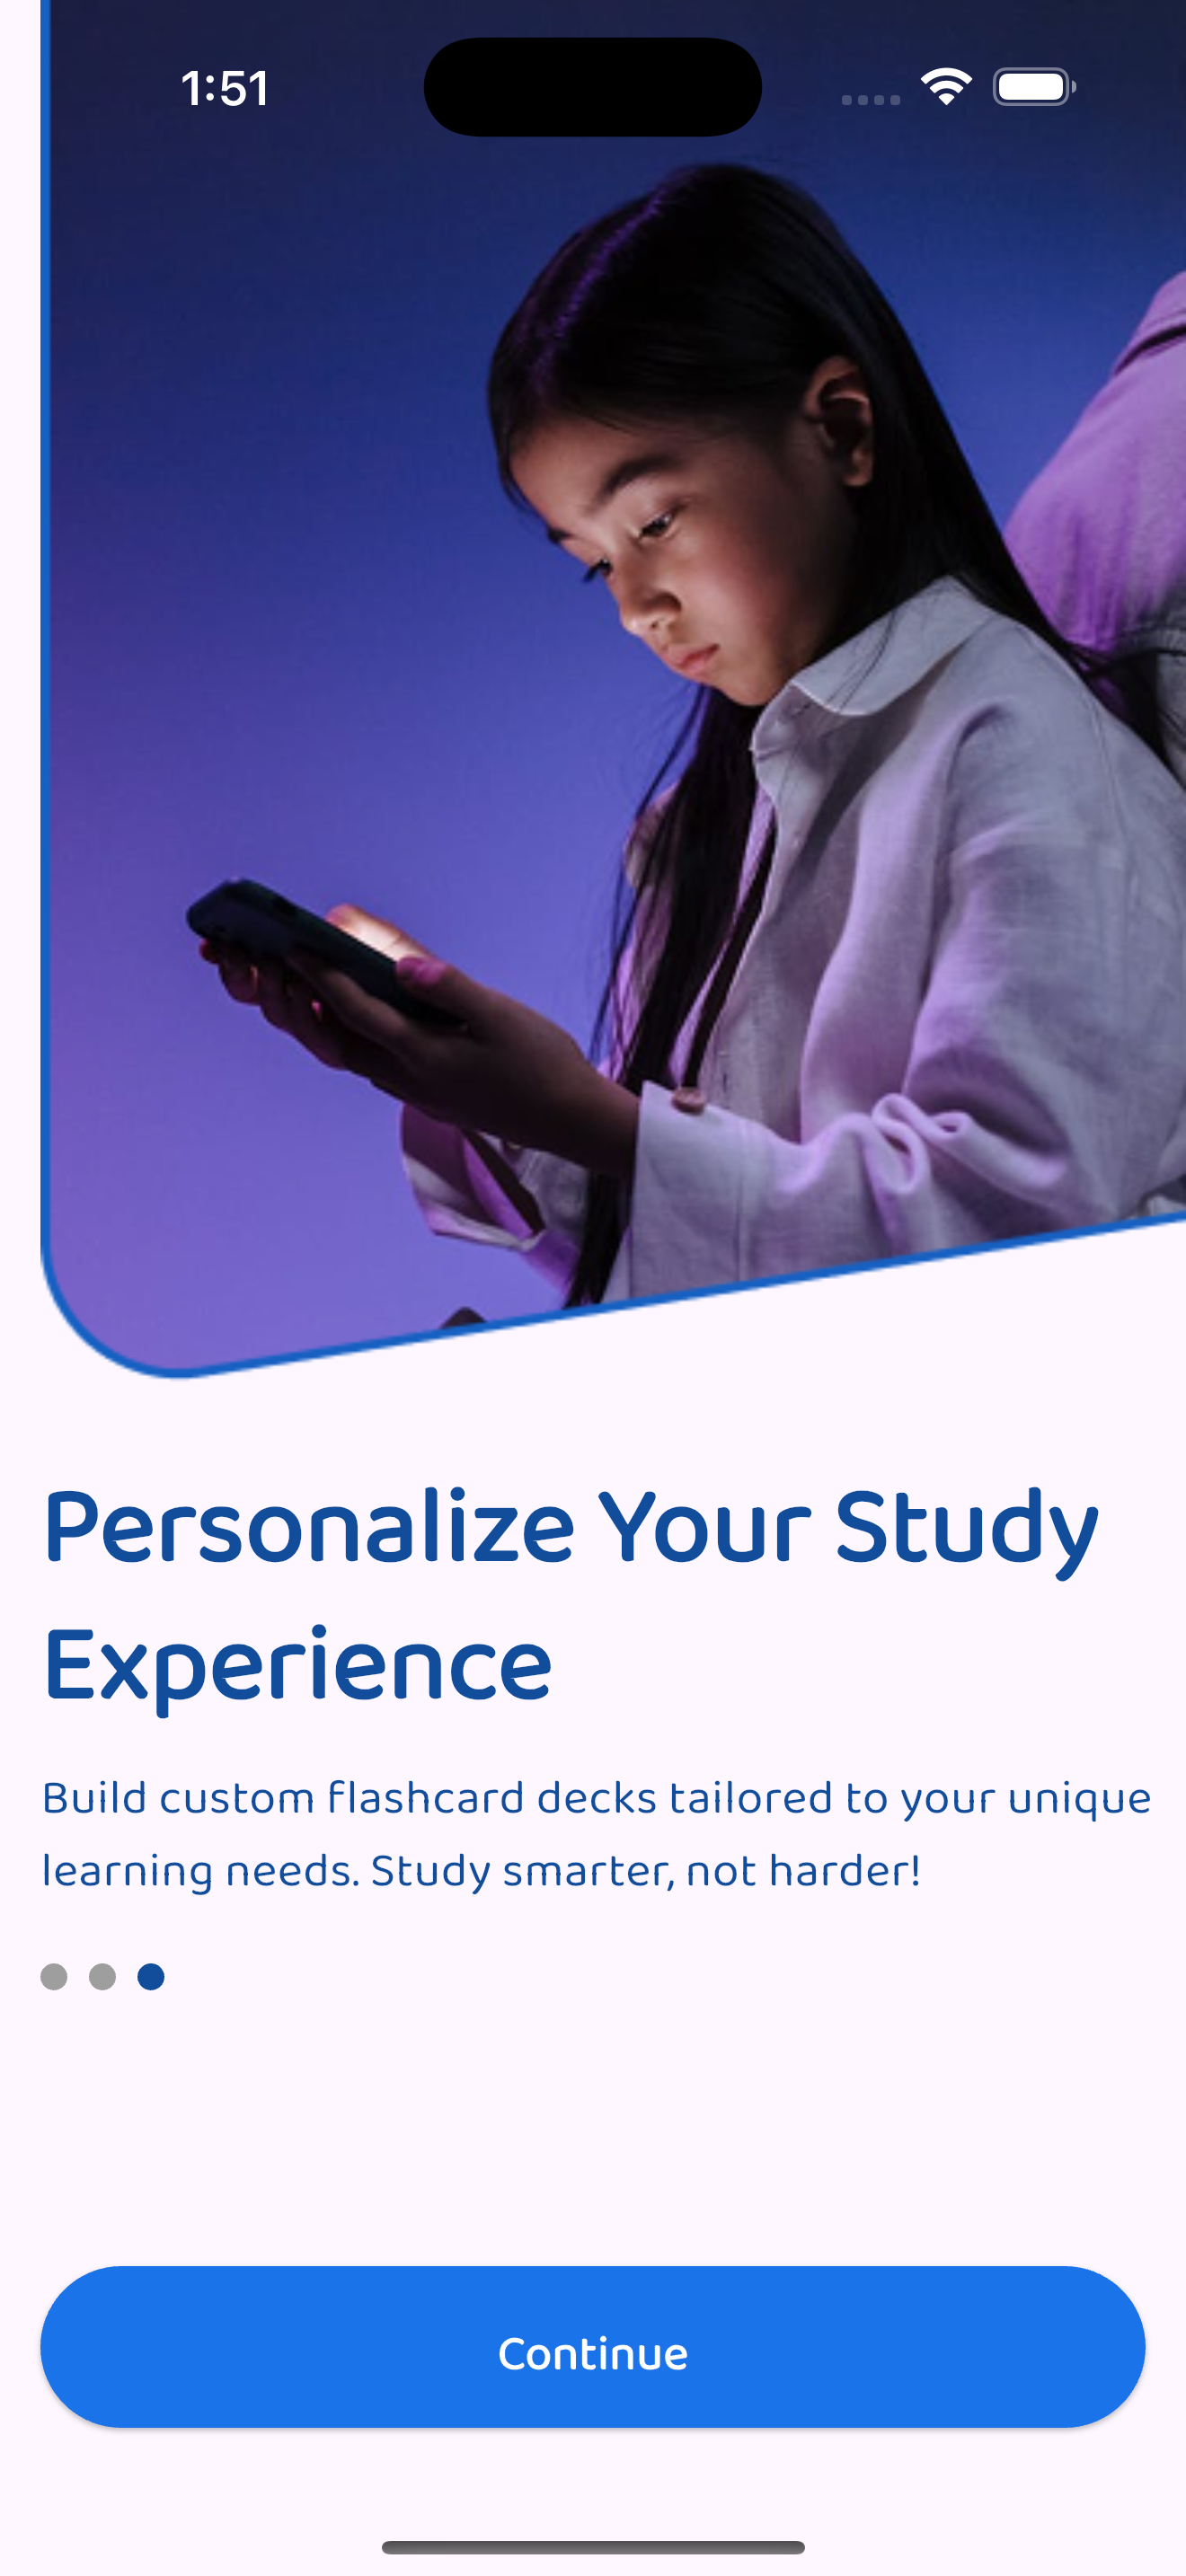 1:51
Personalize Your Study
Experience
Build custom flashcard decks tailored to your unique
learning needs. Study smarter, not harder!
Continue